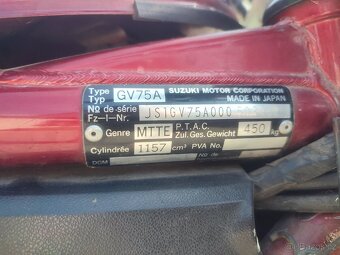 Type
Typ GV75A SUZUKI MOTOR CORPORATION
MADE IN JAPAN
No de série
Fz–I–Nr. JS1GV75A000
Genre MTTE P.T.A.C.
Zul. Ges. Gewicht 450 kg
Cylindrée 1157 cm³ PVA No.
DGM No de